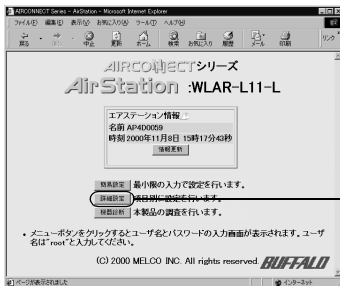 AIRCONNECT Series - AirStation - Microsoft Internet Explorer
ファイル(F) 編集(E) 表示(V) お気に入り(A) ツール(T) ヘルプ(H)
戻る 中止 更新 ホーム 検索 お気に入り 履歴 メール 印刷 リンク
AIRCONNECTシリーズ
AirStation :WLAR-L11-L
エアステーション情報
名前 AP4D0059
時刻 2000年11月8日 15時17分43秒
情報更新
簡易設定 最小限の入力で設定を行います。
詳細設定 項目別に設定を行います。
機器診断 本製品の調査を行います。
• メニューボタンをクリックするとユーザ名とパスワードの入力画面が表示されます。ユーザ
名は"root"と入力してください。
(C) 2000 MELCO INC. All rights reserved. BUFFALO
ページが表示されました インターネット